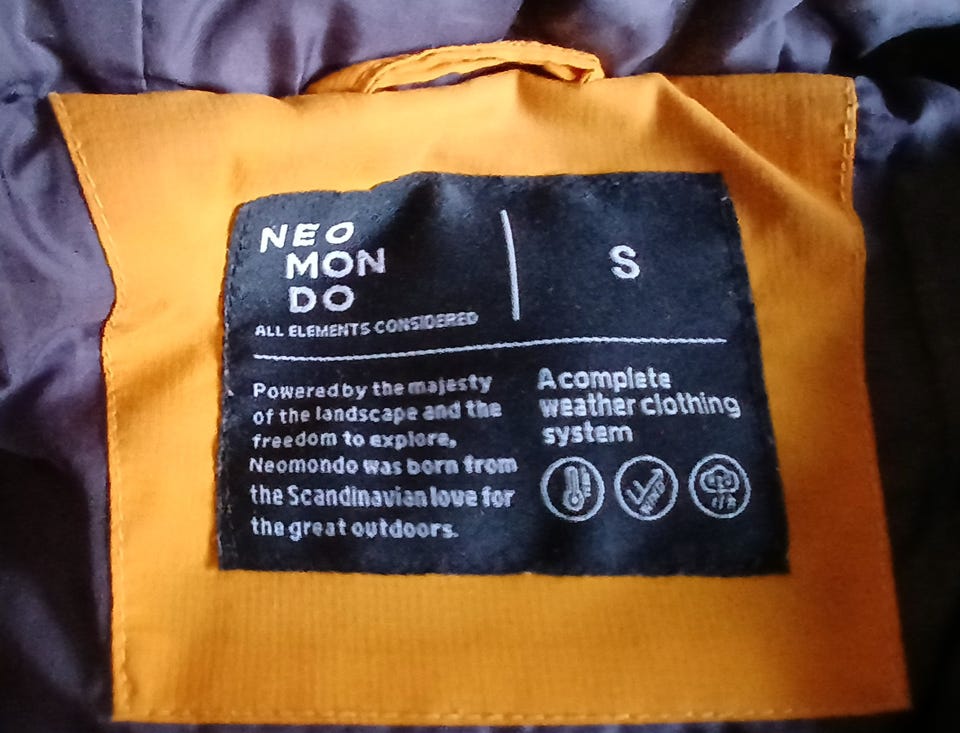 NEO
MON
DO
ALL ELEMENTS CONSIDERED
S
Powered by the majesty
of the landscape and the
freedom to explore,
Neomondo was born from
the Scandinavian love for
the great outdoors.
A complete
weather clothing
system